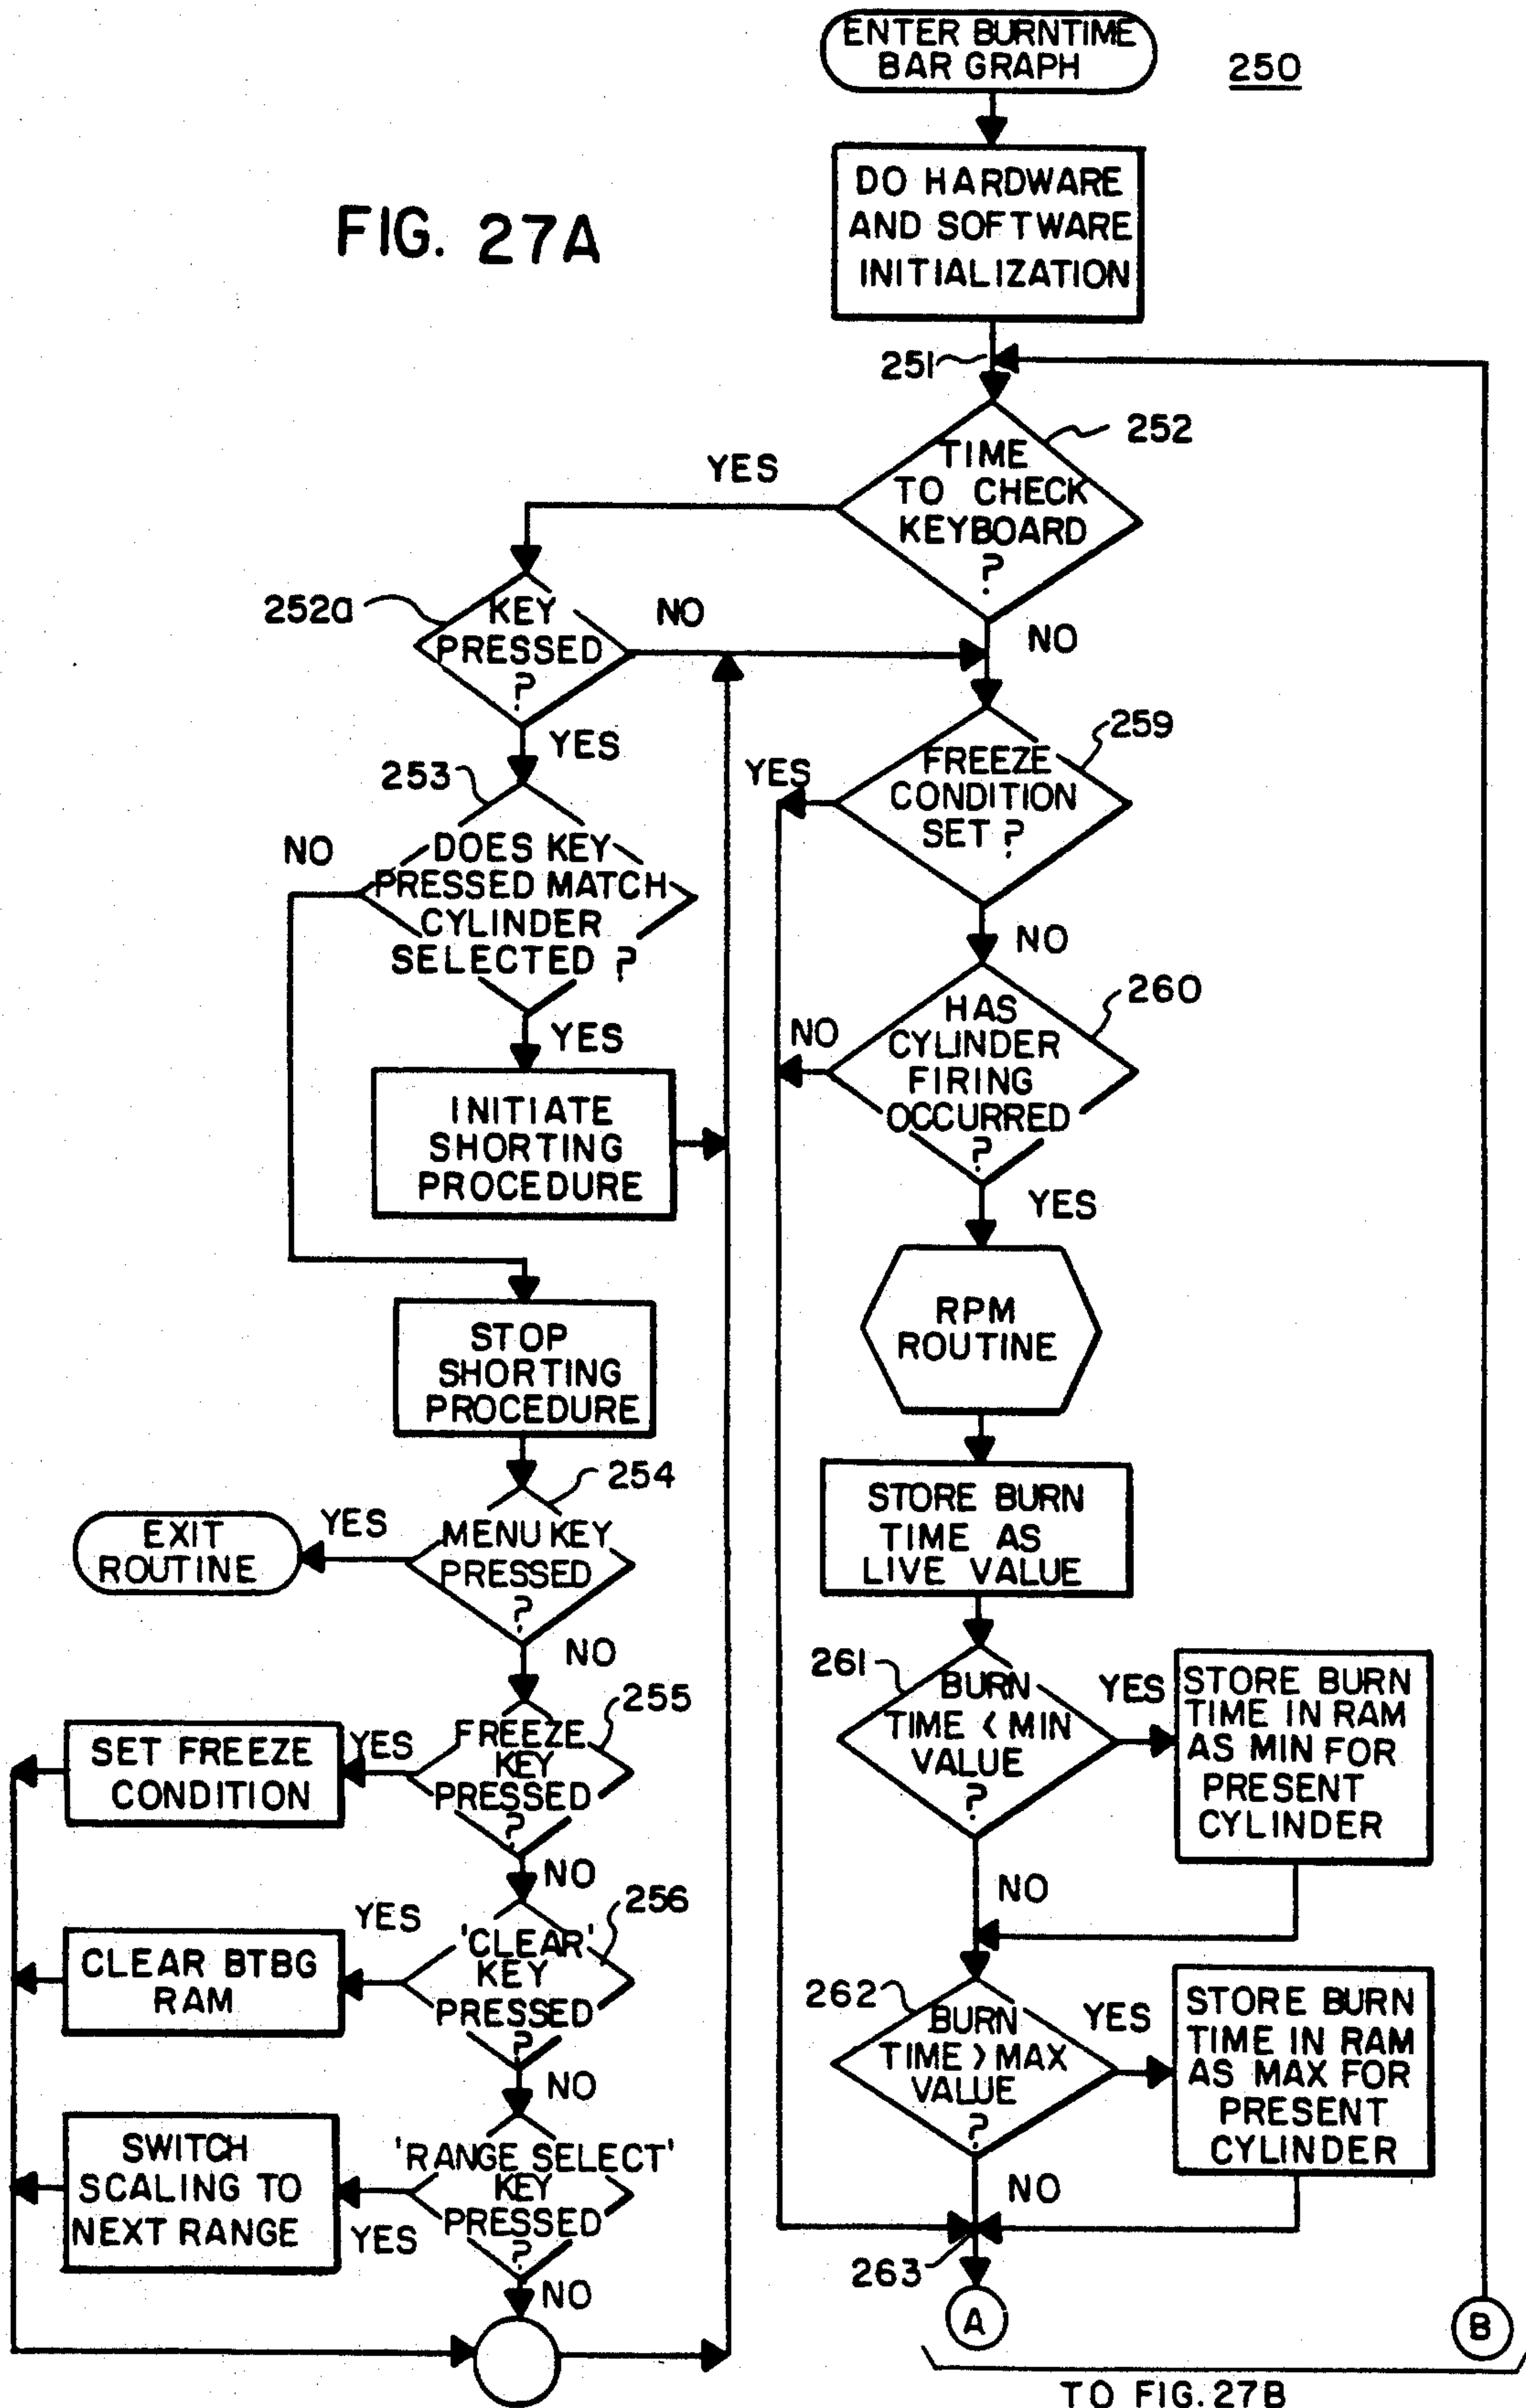 ENTER BURNTIME
BAR GRAPH
250
FIG. 27A
DO HARDWARE
AND SOFTWARE
INITIALIZATION
251
252
TIME
TO CHECK
KEYBOARD
?
YES
NO
252a
KEY
PRESSED
?
NO
YES
253
DOES KEY
PRESSED MATCH
CYLINDER
SELECTED ?
NO
YES
INITIATE
SHORTING
PROCEDURE
STOP
SHORTING
PROCEDURE
254
MENU KEY
PRESSED
?
YES
EXIT
ROUTINE
NO
255
FREEZE
KEY
PRESSED
?
YES
SET FREEZE
CONDITION
NO
256
'CLEAR'
KEY
PRESSED
?
YES
CLEAR BTBG
RAM
NO
'RANGE SELECT'
KEY
PRESSED
?
YES
SWITCH
SCALING TO
NEXT RANGE
NO
259
FREEZE
CONDITION
SET ?
YES
NO
260
HAS
CYLINDER
FIRING
OCCURRED
?
NO
YES
RPM
ROUTINE
STORE BURN
TIME AS
LIVE VALUE
261
BURN
TIME < MIN
VALUE
?
YES
STORE BURN
TIME IN RAM
AS MIN FOR
PRESENT
CYLINDER
NO
262
BURN
TIME > MAX
VALUE
?
YES
STORE BURN
TIME IN RAM
AS MAX FOR
PRESENT
CYLINDER
NO
263
A
B
TO FIG. 27B